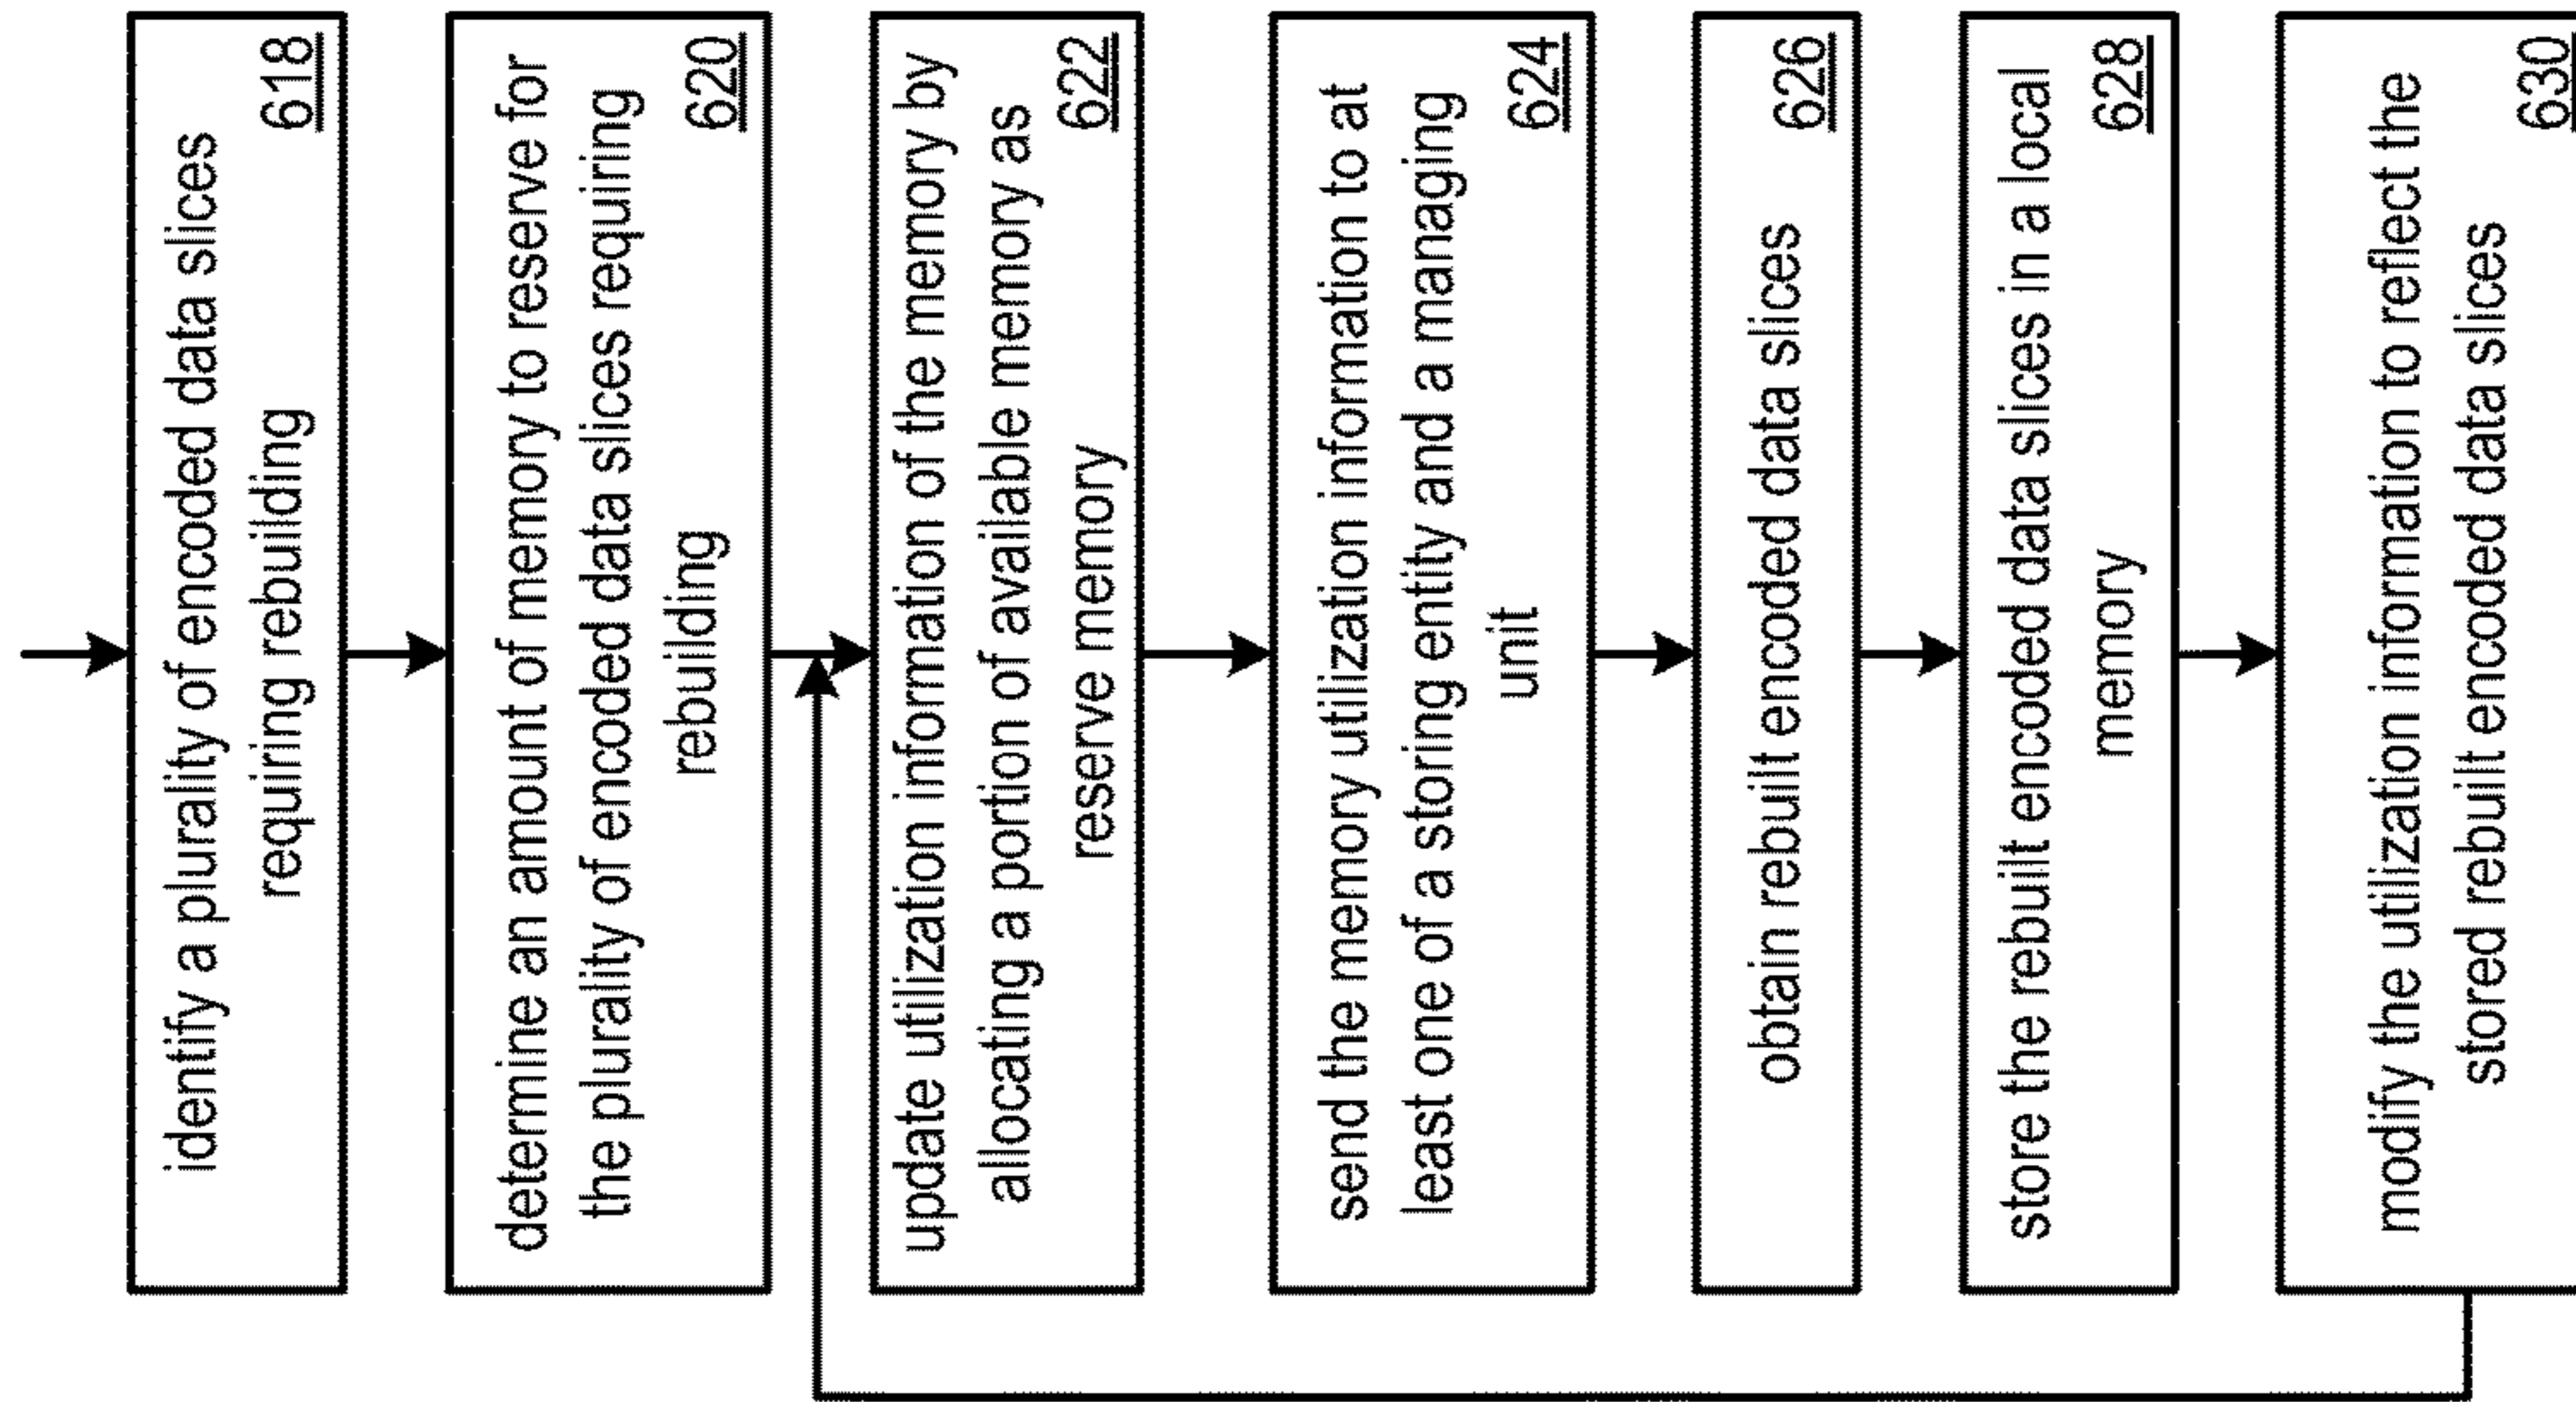 identify a plurality of encoded data slices
requiring rebuilding
618
determine an amount of memory to reserve for
the plurality of encoded data slices requiring
rebuilding
620
update utilization information of the memory by
allocating a portion of available memory as
reserve memory
622
send the memory utilization information to at
least one of a storing entity and a managing
unit
624
obtain rebuilt encoded data slices
626
store the rebuilt encoded data slices in a local
memory
628
modify the utilization information to reflect the
stored rebuilt encoded data slices
630